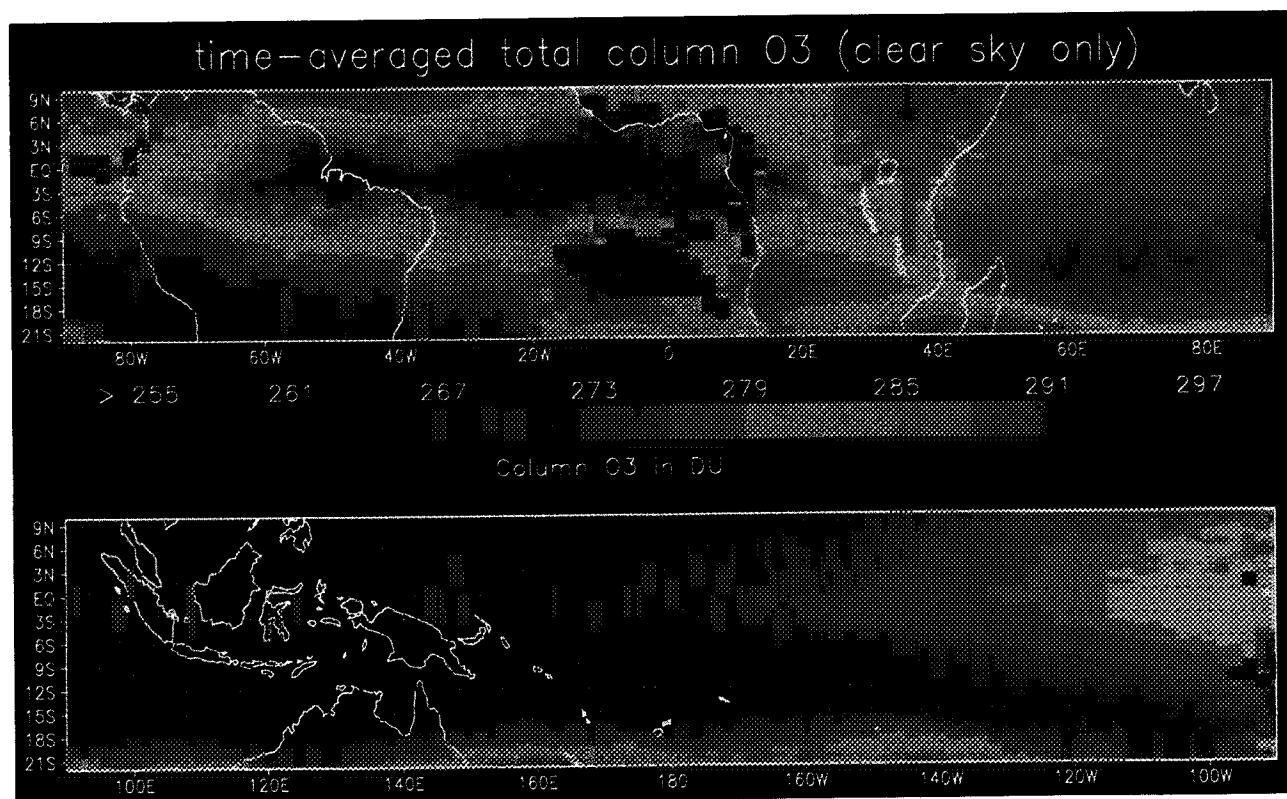 time-averaged total column O3 (clear sky only)
9N
6N
3N
EQ
3S
6S
9S
12S
15S
18S
21S
80W 60W 40W 20W 0 20E 40E 60E 80E
> 255 261 267 273 279 285 291 297
Column O3 in DU
9N
6N
3N
EQ
3S
6S
9S
12S
15S
18S
21S
100E 120E 140E 160E 180 160W 140W 120W 100W